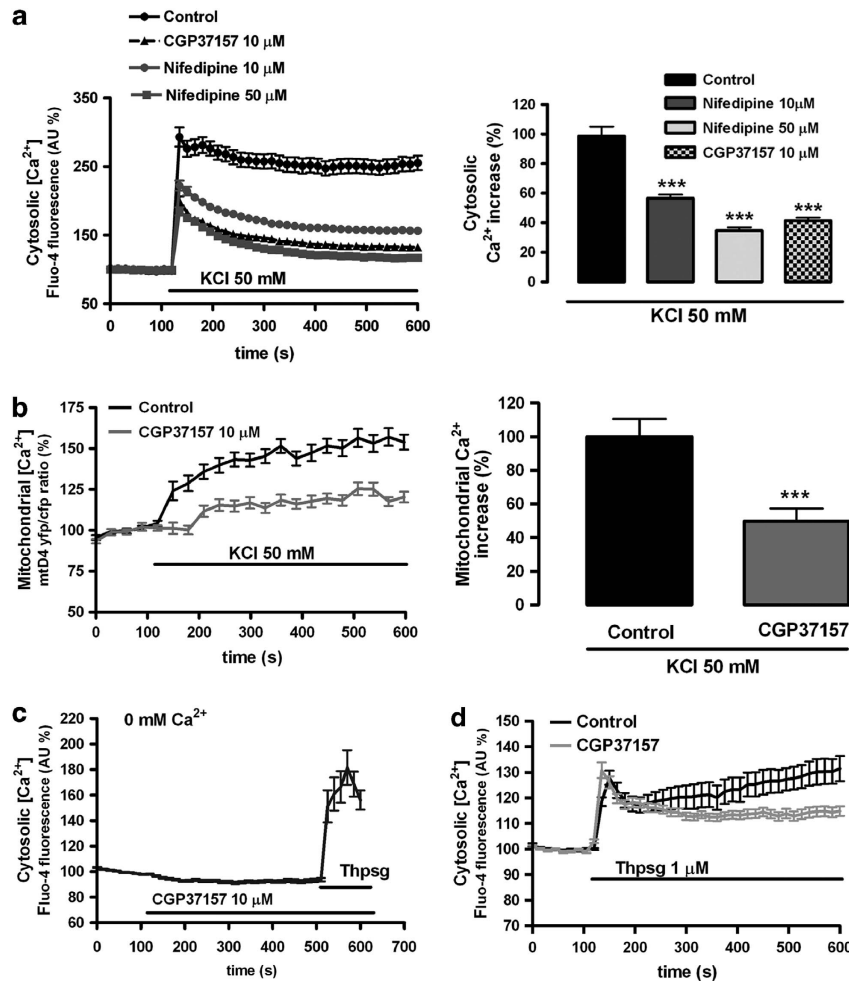 a
Control
CGP37157 10 μM
Nifedipine 10 μM
Nifedipine 50 μM
Cytosolic [Ca²⁺]
Fluo-4 fluorescence (AU %)
350
250
150
50
KCl 50 mM
0 100 200 300 400 500 600
time (s)
Control
Nifedipine 10μM
Nifedipine 50 μM
CGP37157 10 μM
Cytosolic
Ca²⁺ increase (%)
120
100
80
60
40
20
0
*** *** ***
KCl 50 mM
b
Control
CGP37157 10 μM
Mitochondrial [Ca²⁺]
mtD4 yfp/cfp ratio (%)
175
150
125
100
75
50
KCl 50 mM
0 100 200 300 400 500 600
time (s)
Mitochondrial Ca²⁺
increase (%)
120
100
80
60
40
20
0
***
Control CGP37157
KCl 50 mM
c
0 mM Ca²⁺
Cytosolic [Ca²⁺]
Fluo-4 fluorescence (AU %)
220
200
180
160
140
120
100
80
60
Thpsg
CGP37157 10 μM
0 100 200 300 400 500 600 700
time (s)
d
Control
CGP37157
Cytosolic [Ca²⁺]
Fluo-4 fluorescence (AU %)
150
140
130
120
110
100
90
80
70
Thpsg 1 μM
0 100 200 300 400 500 600
time (s)